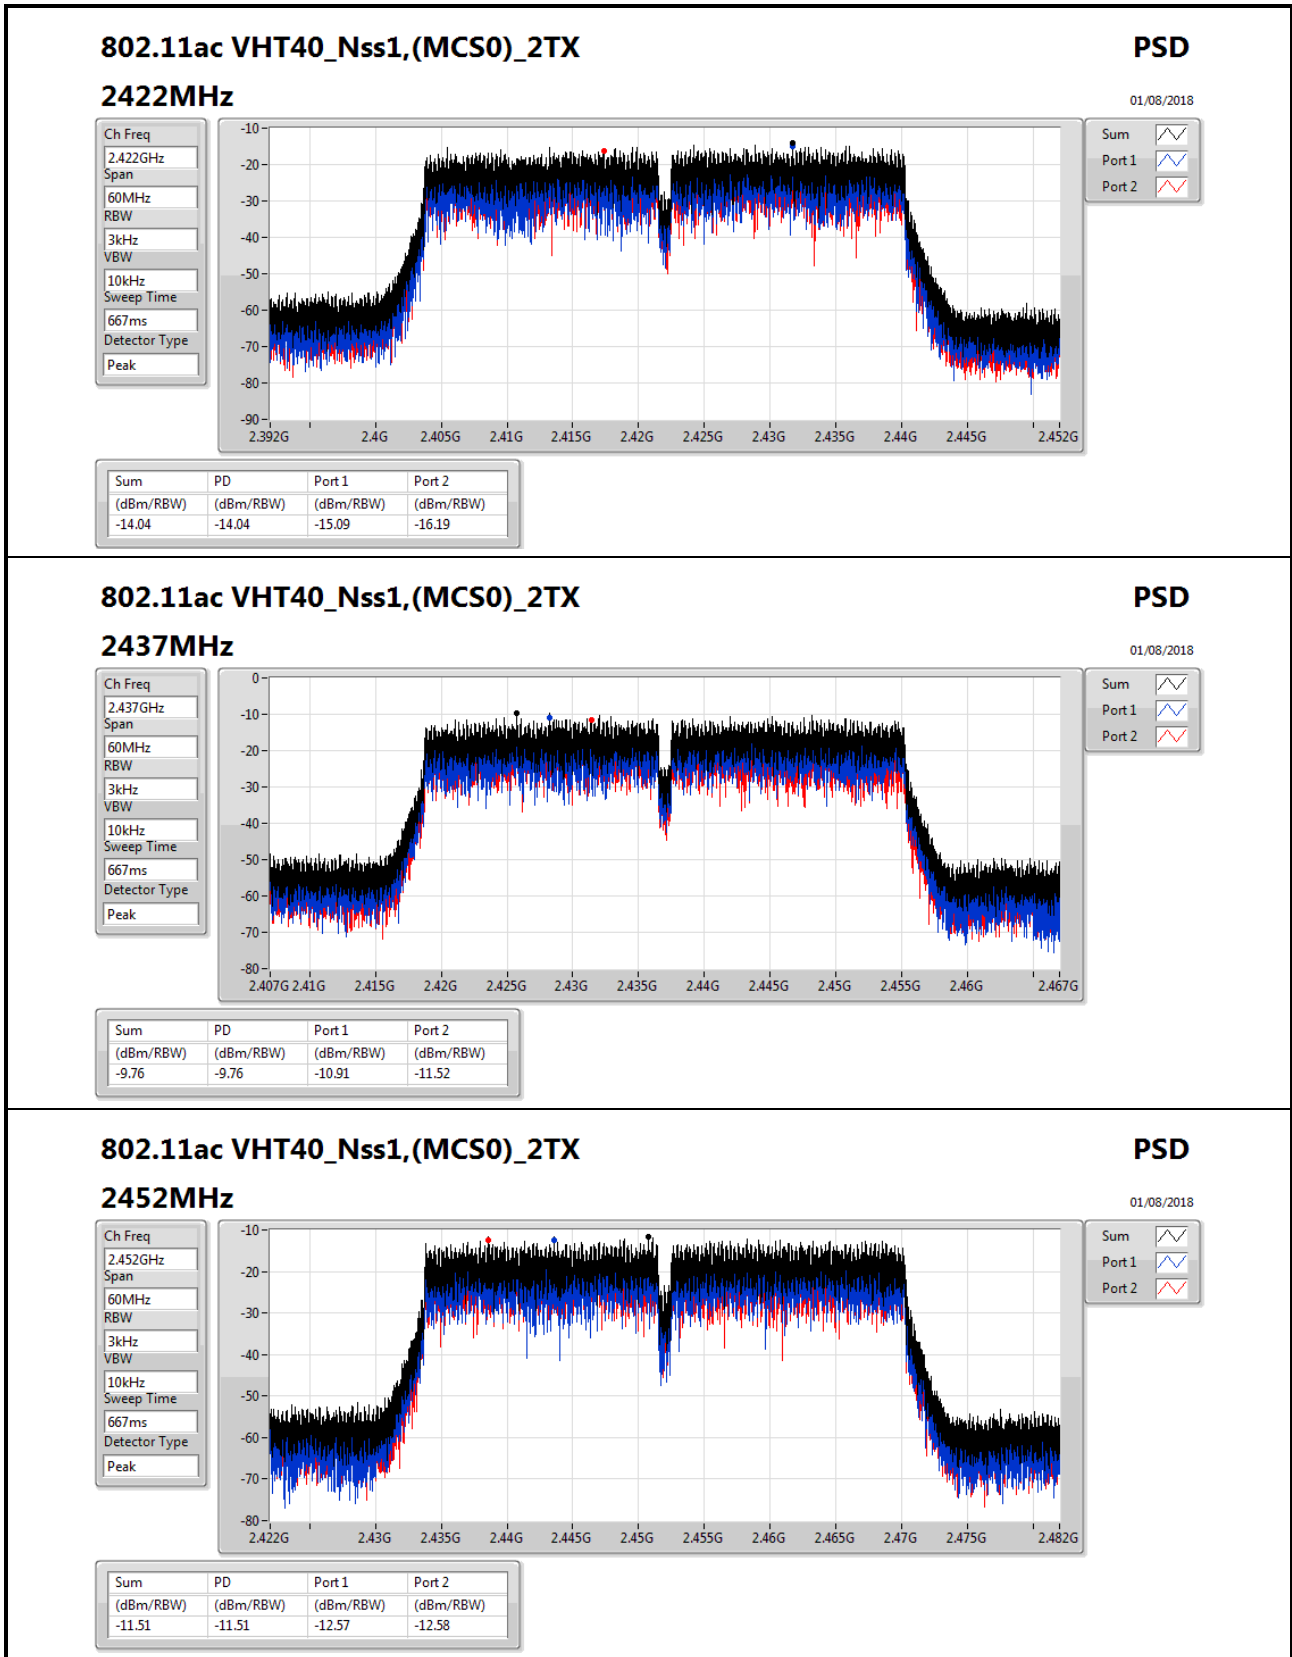 802.11ac VHT40_Nss1,(MCS0)_2TX PSD
2422MHz 01/08/2018
Ch Freq
2.422GHz
Span
60MHz
RBW
3kHz
VBW
10kHz
Sweep Time
667ms
Detector Type
Peak
-10
-20
-30
-40
-50
-60
-70
-80
-90
2.392G 2.4G 2.405G 2.41G 2.415G 2.42G 2.425G 2.43G 2.435G 2.44G 2.445G 2.452G
Sum
Port 1
Port 2
Sum PD Port 1 Port 2
(dBm/RBW) (dBm/RBW) (dBm/RBW) (dBm/RBW)
-14.04 -14.04 -15.09 -16.19
802.11ac VHT40_Nss1,(MCS0)_2TX PSD
2437MHz 01/08/2018
Ch Freq
2.437GHz
Span
60MHz
RBW
3kHz
VBW
10kHz
Sweep Time
667ms
Detector Type
Peak
0
-10
-20
-30
-40
-50
-60
-70
-80
2.407G 2.41G 2.415G 2.42G 2.425G 2.43G 2.435G 2.44G 2.445G 2.45G 2.455G 2.46G 2.467G
Sum
Port 1
Port 2
Sum PD Port 1 Port 2
(dBm/RBW) (dBm/RBW) (dBm/RBW) (dBm/RBW)
-9.76 -9.76 -10.91 -11.52
802.11ac VHT40_Nss1,(MCS0)_2TX PSD
2452MHz 01/08/2018
Ch Freq
2.452GHz
Span
60MHz
RBW
3kHz
VBW
10kHz
Sweep Time
667ms
Detector Type
Peak
-10
-20
-30
-40
-50
-60
-70
-80
2.422G 2.43G 2.435G 2.44G 2.445G 2.45G 2.455G 2.46G 2.465G 2.47G 2.475G 2.482G
Sum
Port 1
Port 2
Sum PD Port 1 Port 2
(dBm/RBW) (dBm/RBW) (dBm/RBW) (dBm/RBW)
-11.51 -11.51 -12.57 -12.58